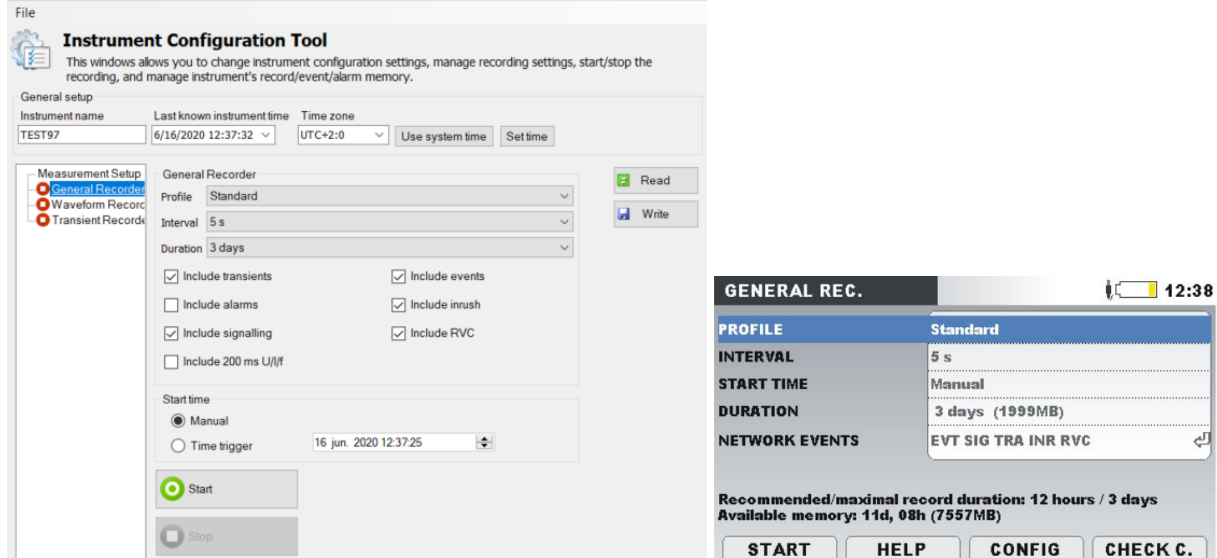 File
Instrument Configuration Tool
This windows allows you to change instrument configuration settings, manage recording settings, start/stop the
recording, and manage instrument's record/event/alarm memory.
General setup
Instrument name Last known instrument time Time zone
TEST97 6/16/2020 12:37:32 UTC+2:0 Use system time Set time
Measurement Setup
General Recorder
Waveform Record
Transient Recorde
General Recorder
Profile Standard
Interval 5 s
Duration 3 days
Include transients Include events
Include alarms Include inrush
Include signalling Include RVC
Include 200 ms U/I/f
Start time
Manual
Time trigger 16 jun. 2020 12:37:25
Start
Stop
Read
Write
GENERAL REC. 12:38
PROFILE Standard
INTERVAL 5 s
START TIME Manual
DURATION 3 days (1999MB)
NETWORK EVENTS EVT SIG TRA INR RVC
Recommended/maximal record duration: 12 hours / 3 days
Available memory: 11d, 08h (7557MB)
START HELP CONFIG CHECK C.